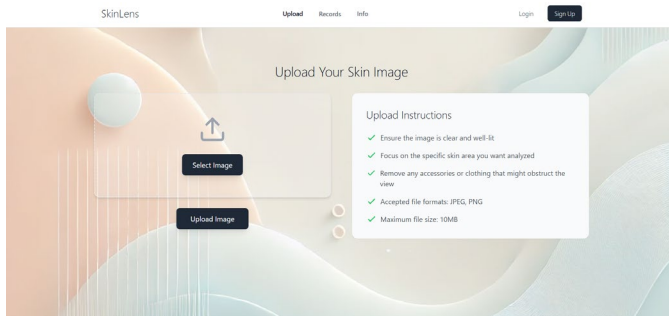 SkinLens
Upload Records Info
Login Sign Up
Upload Your Skin Image
Select Image
Upload Image
Upload Instructions
Ensure the image is clear and well-lit
Focus on the specific skin area you want analyzed
Remove any accessories or clothing that might obstruct the
view
Accepted file formats: JPEG, PNG
Maximum file size: 10MB